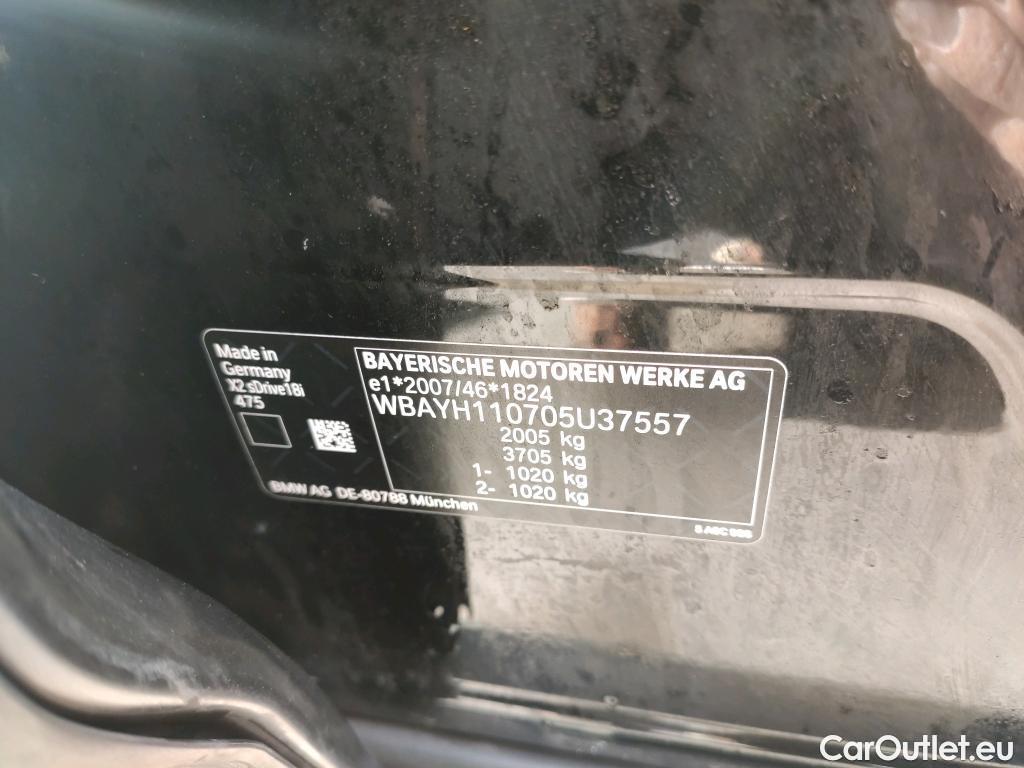 Made in
Germany
X2 sDrive18i
475
BAYERISCHE MOTOREN WERKE AG
e1*2007/46*1824
WBAYH110705U37557
2005 kg
3705 kg
1- 1020 kg
2- 1020 kg
BMW AG DE-80788 München
CarOutlet.eu